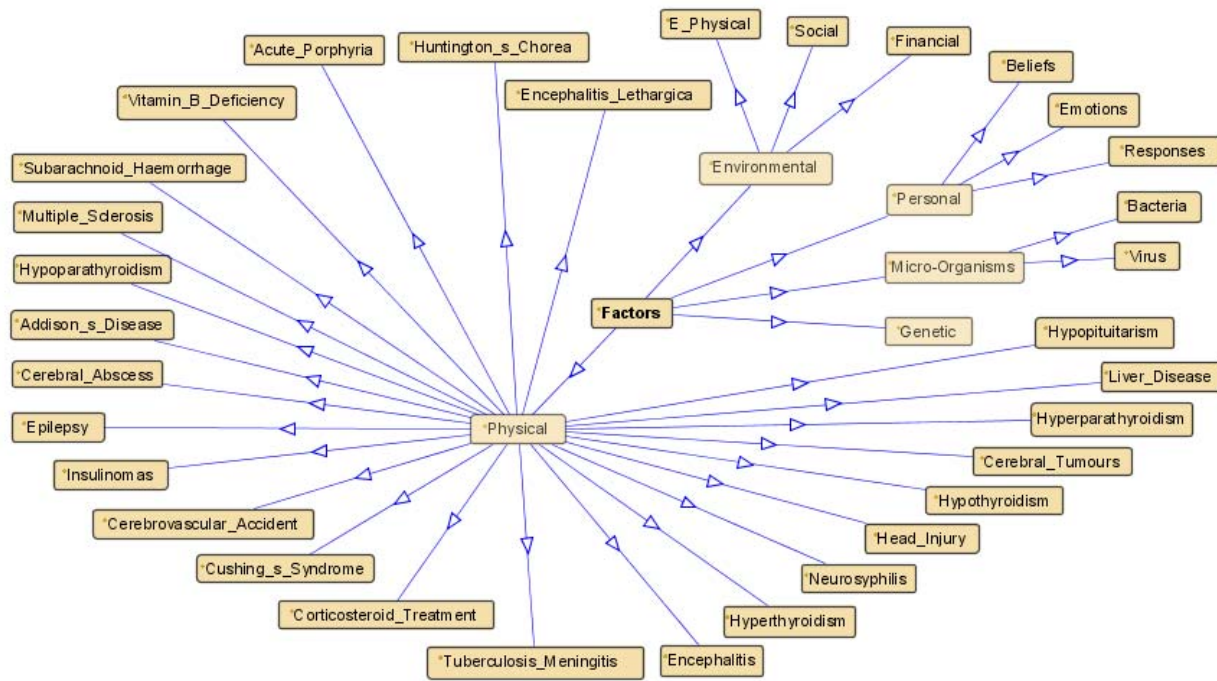 *E_Physical
*Social
*Financial
*Acute_Porphyria
*Huntington_s_Chorea
*Beliefs
*Vitamin_B_Deficiency
*Encephalitis_Lethargica
*Emotions
*Subarachnoid_Haemorrhage
*Environmental
*Responses
*Personal
*Multiple_Sclerosis
*Bacteria
*Hypoparathyroidism
*Micro-Organisms
*Virus
*Factors
*Genetic
*Addison_s_Disease
*Hypopituitarism
*Cerebral_Abscess
*Liver_Disease
*Epilepsy
*Physical
*Hyperparathyroidism
*Insulinomas
*Cerebral_Tumours
*Hypothyroidism
*Cerebrovascular_Accident
*Head_Injury
*Cushing_s_Syndrome
*Neurosyphilis
*Corticosteroid_Treatment
*Hyperthyroidism
*Tuberculosis_Meningitis
*Encephalitis